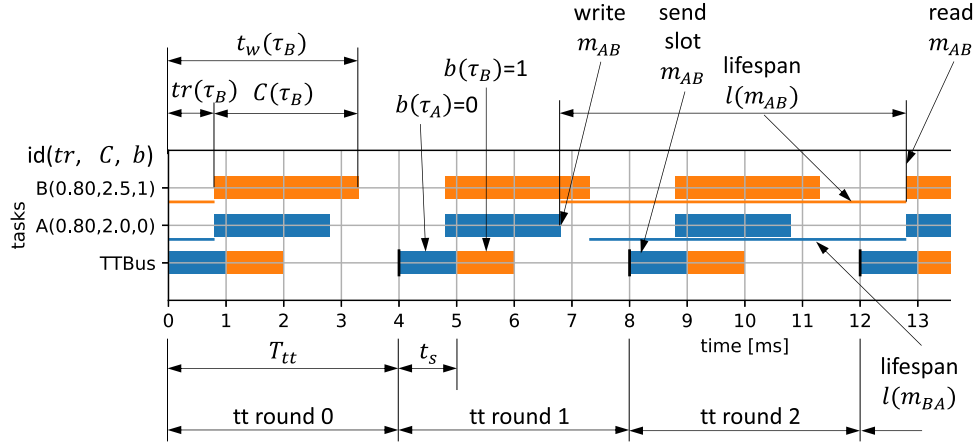 write
m_AB
send
slot
m_AB
read
m_AB
t_w(τ_B)
b(τ_B)=1
lifespan
l(m_AB)
tr(τ_B)
C(τ_B)
b(τ_A)=0
id(tr, C, b)
B(0.80,2.5,1)
A(0.80,2.0,0)
TTBus
tasks
0 1 2 3 4 5 6 7 8 9 10 11 12 13
time [ms]
T_tt
t_s
lifespan
l(m_BA)
tt round 0
tt round 1
tt round 2